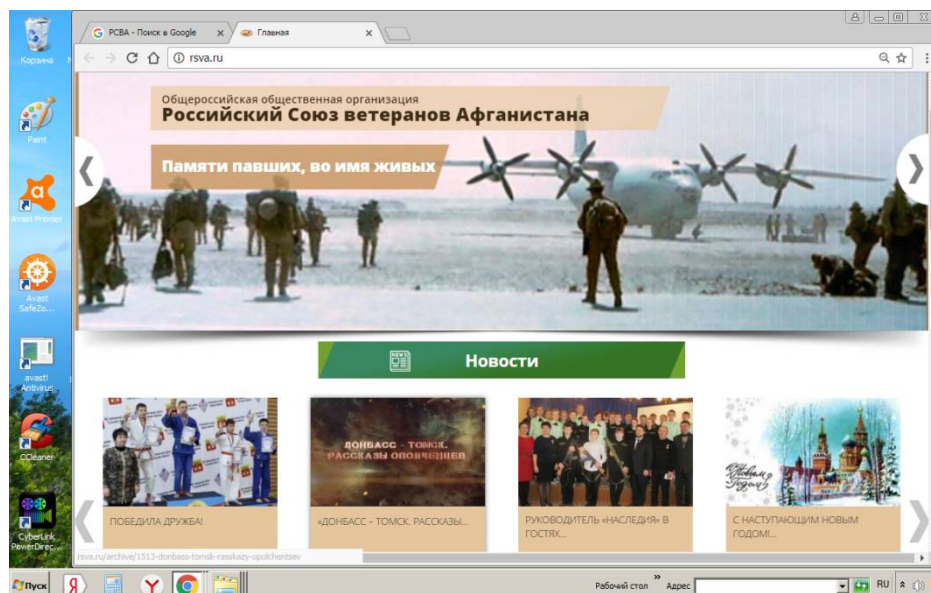 РСВА - Поиск в Google
Главная
rsva.ru
Корзина
Paint
Avast Premier
Avast
SafeZo...
avast!
Antivirus
CCleaner
CyberLink
PowerDirec...
Общероссийская общественная организация
Российский Союз ветеранов Афганистана
Памяти павших, во имя живых
NEWS
Новости
ДОНБАСС - ТОМСК.
РАССКАЗЫ ОПОЛЧЕНЦЕВ
С Новым
Годом!
ПОБЕДИЛА ДРУЖБА!
«ДОНБАСС – ТОМСК. РАССКАЗЫ...
РУКОВОДИТЕЛЬ «НАСЛЕДИЯ» В
ГОСТЯХ...
С НАСТУПАЮЩИМ НОВЫМ
ГОДОМ!...
rsva.ru/archive/1513-donbass-tomsk-rasskazy-opolchentsev
Пуск
Рабочий стол
Адрес
RU